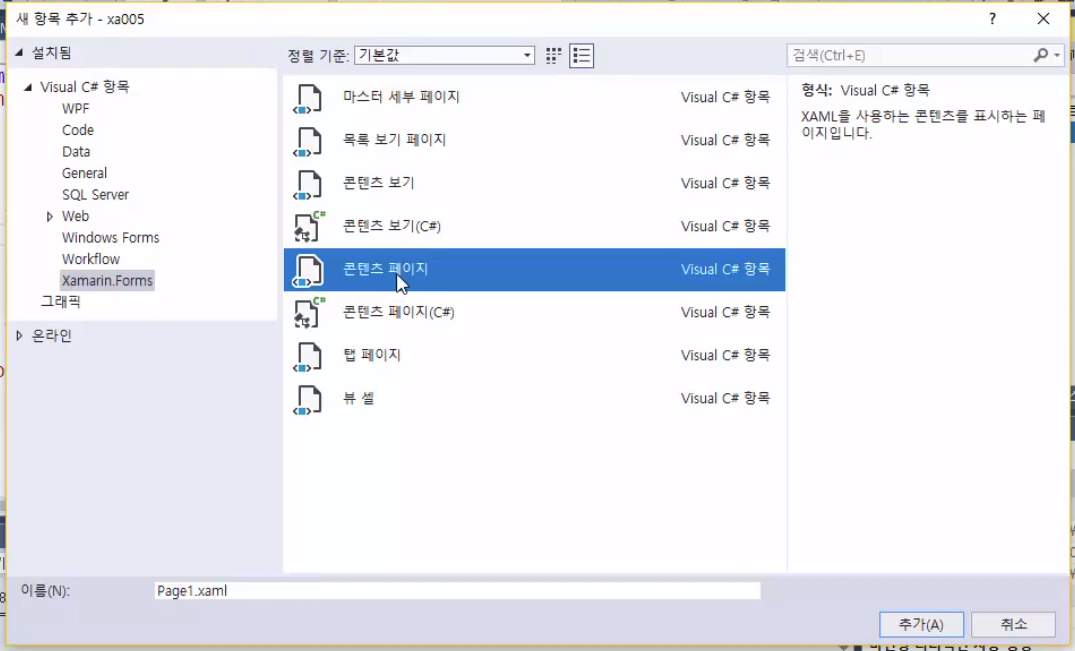 새 항목 추가 - xa005
?
설치됨
정렬 기준: 기본값
검색(Ctrl+E)
Visual C# 항목
WPF
Code
Data
General
SQL Server
Web
Windows Forms
Workflow
Xamarin.Forms
그래픽
온라인
마스터 세부 페이지 Visual C# 항목
목록 보기 페이지 Visual C# 항목
콘텐츠 보기 Visual C# 항목
C# 콘텐츠 보기(C#) Visual C# 항목
콘텐츠 페이지 Visual C# 항목
C# 콘텐츠 페이지(C#) Visual C# 항목
탭 페이지 Visual C# 항목
뷰 셀 Visual C# 항목
형식: Visual C# 항목
XAML을 사용하는 콘텐츠를 표시하는 페
이지입니다.
이름(N): Page1.xaml
추가(A) 취소